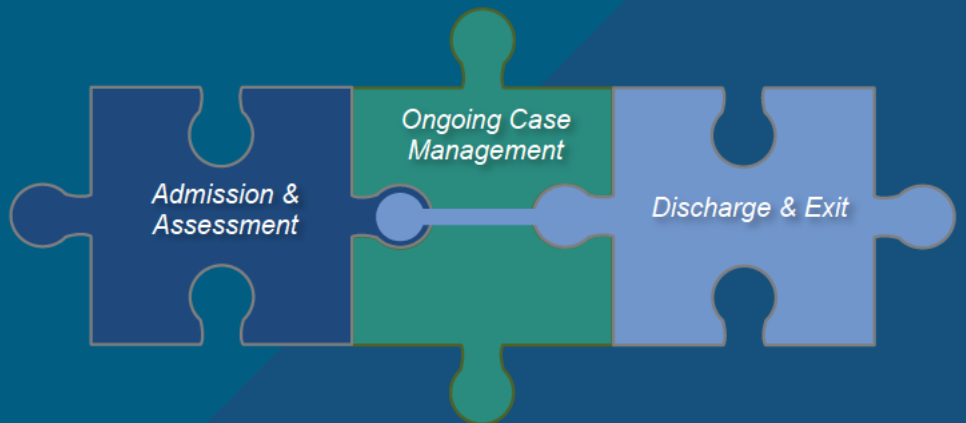 Ongoing Case
Management
Admission &
Assessment
Discharge & Exit